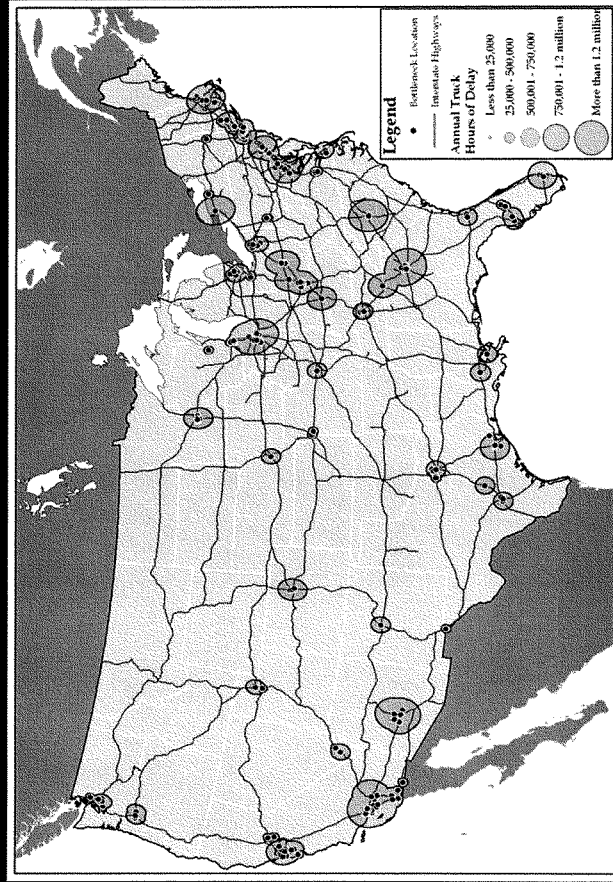 Legend
Bottleneck Location
Interstate Highways
Annual Truck
Hours of Delay
Less than 25,000
25,000 - 500,000
500,001 - 750,000
750,001 - 1.2 million
More than 1.2 million